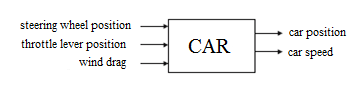 steering wheel position
throttle lever position
wind drag
CAR
car position
car speed